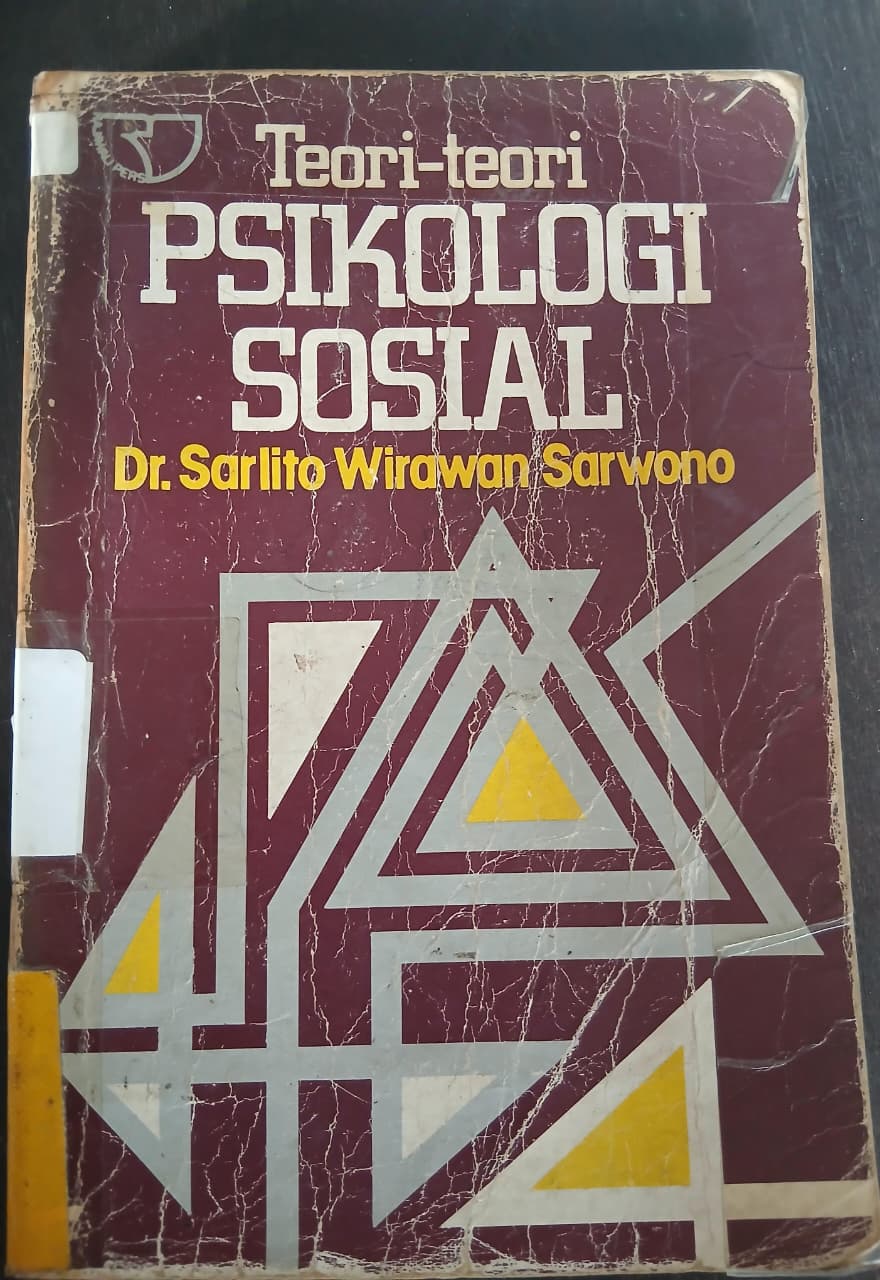 Teori-teori
PSIKOLOGI
SOSIAL
Dr. Sarlito Wirawan Sarwono